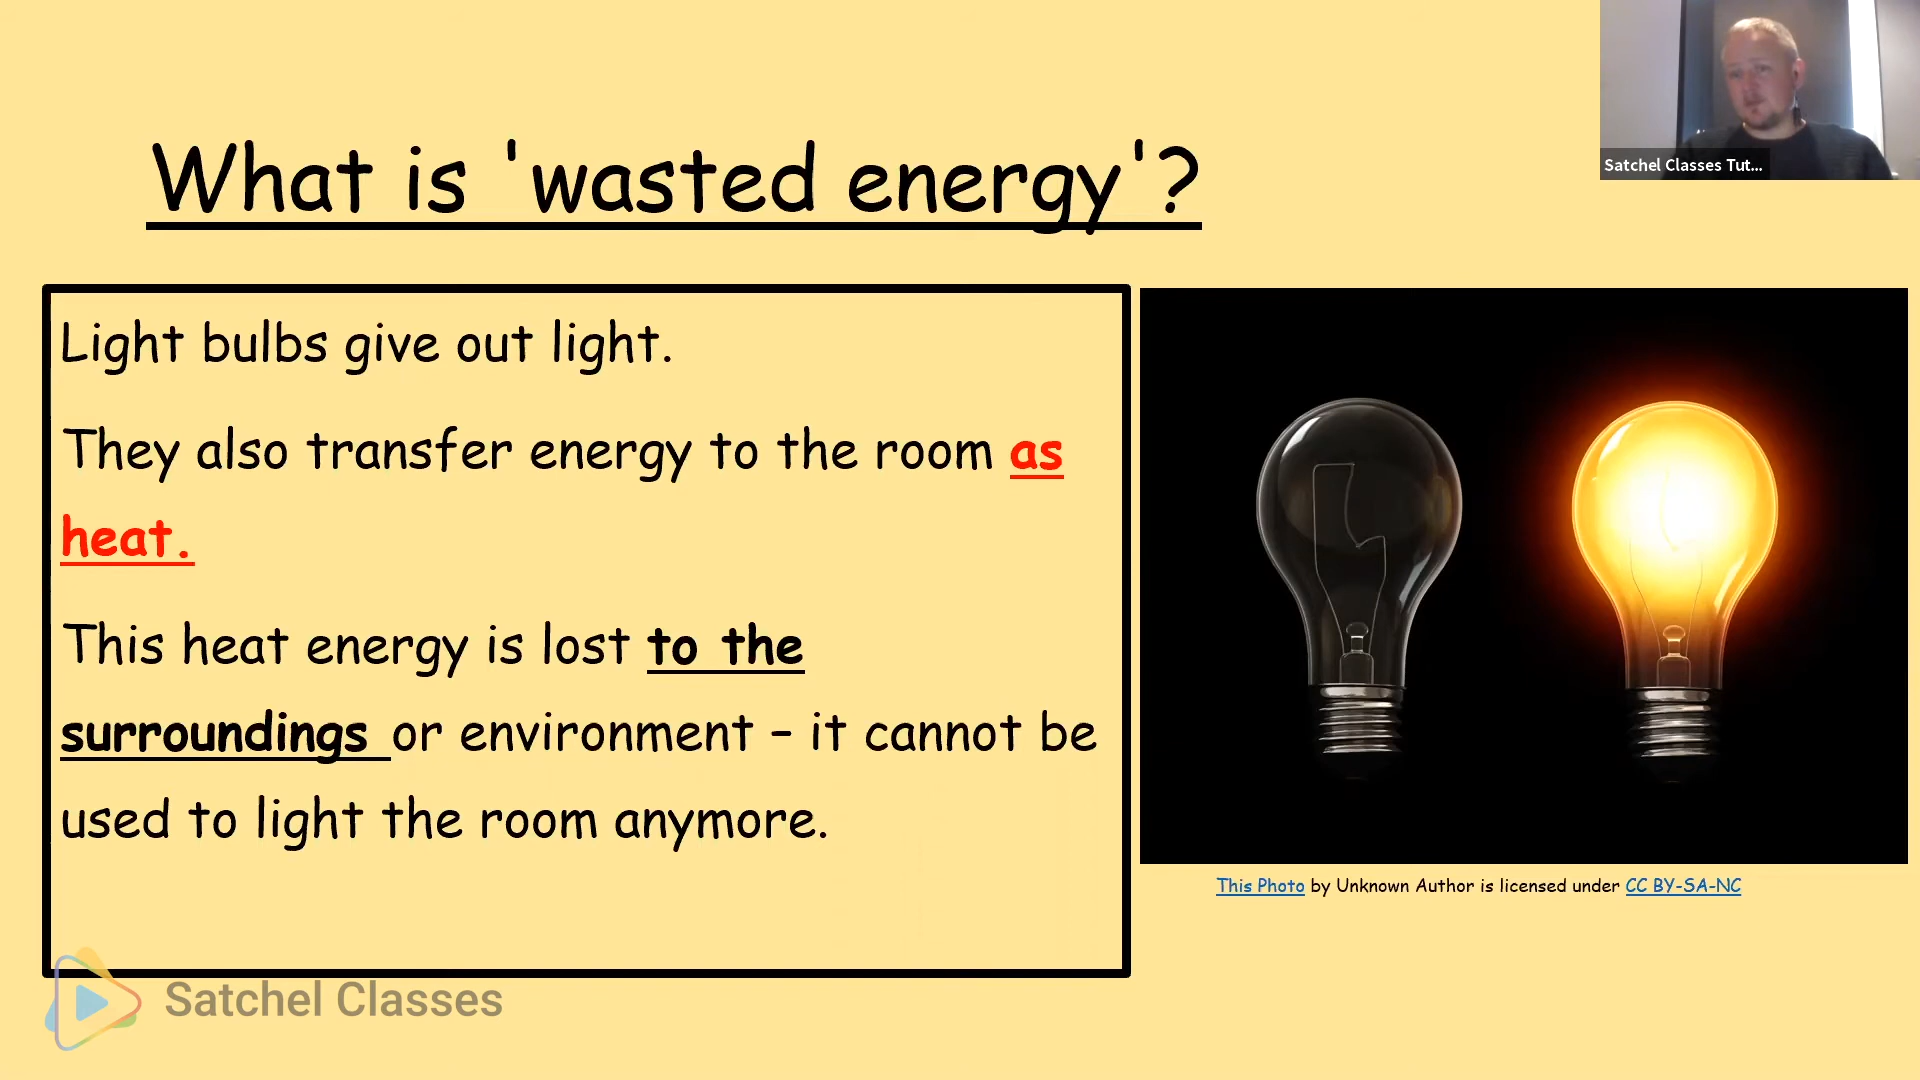 Satchel Classes Tut...
What is 'wasted energy'?
Light bulbs give out light.
They also transfer energy to the room as
heat.
This heat energy is lost to the
surroundings or environment – it cannot be
used to light the room anymore.
This Photo by Unknown Author is licensed under CC BY-SA-NC
Satchel Classes